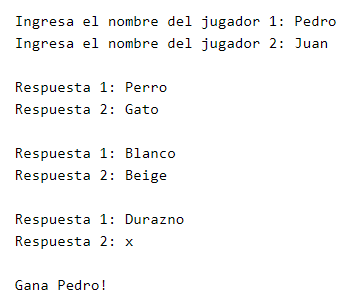 Ingresa el nombre del jugador 1: Pedro
Ingresa el nombre del jugador 2: Juan
Respuesta 1: Perro
Respuesta 2: Gato
Respuesta 1: Blanco
Respuesta 2: Beige
Respuesta 1: Durazno
Respuesta 2: x
Gana Pedro!